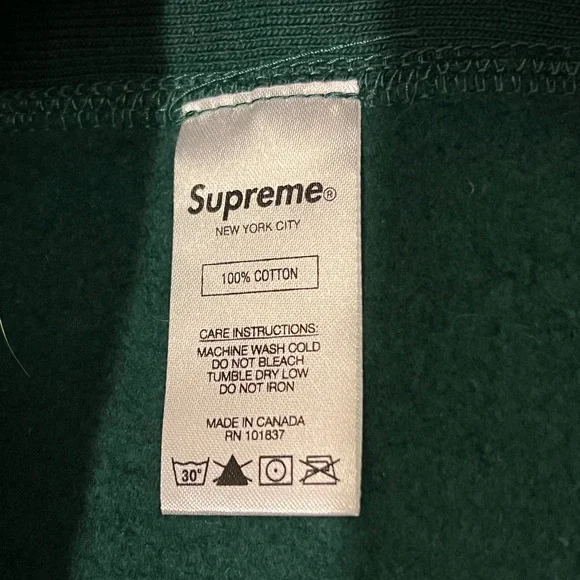 Supreme®
NEW YORK CITY
100% COTTON
CARE INSTRUCTIONS:
MACHINE WASH COLD
DO NOT BLEACH
TUMBLE DRY LOW
DO NOT IRON
MADE IN CANADA
RN 101837
30°